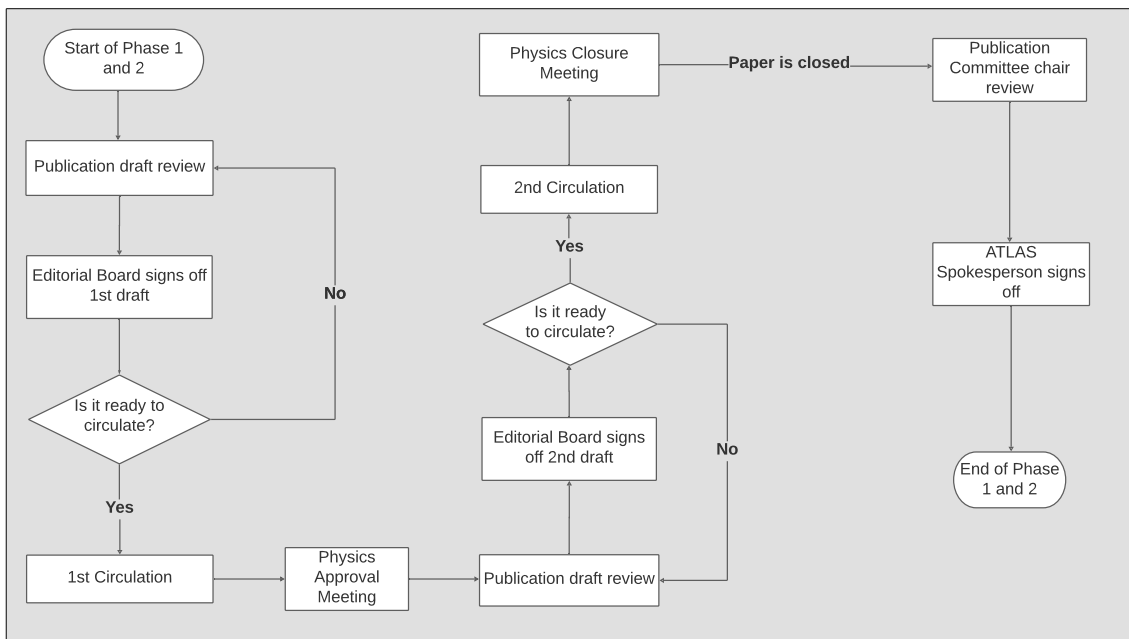 Start of Phase 1
and 2
Publication draft review
Editorial Board signs off
1st draft
No
Is it ready to
circulate?
Yes
1st Circulation
Physics
Approval
Meeting
Publication draft review
Editorial Board signs
off 2nd draft
No
Is it ready
to circulate?
Yes
2nd Circulation
Physics Closure
Meeting
Paper is closed
Publication
Committee chair
review
ATLAS
Spokesperson signs
off
End of Phase
1 and 2